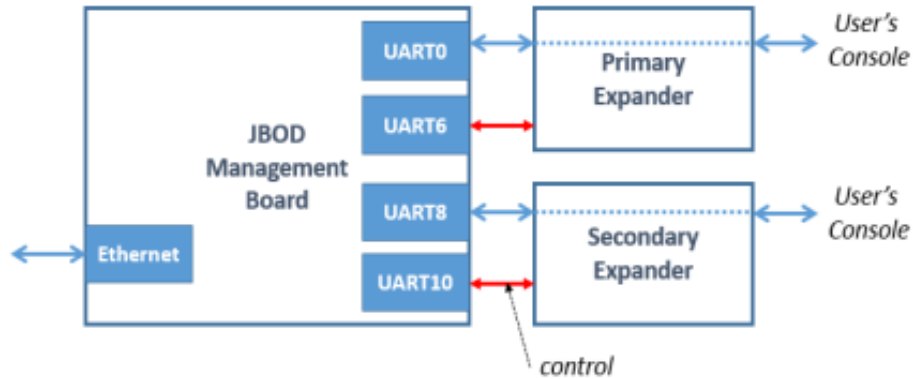 UART0
UART6
UART8
UART10
JBOD
Management
Board
Ethernet
Primary
Expander
Secondary
Expander
User's
Console
User's
Console
control